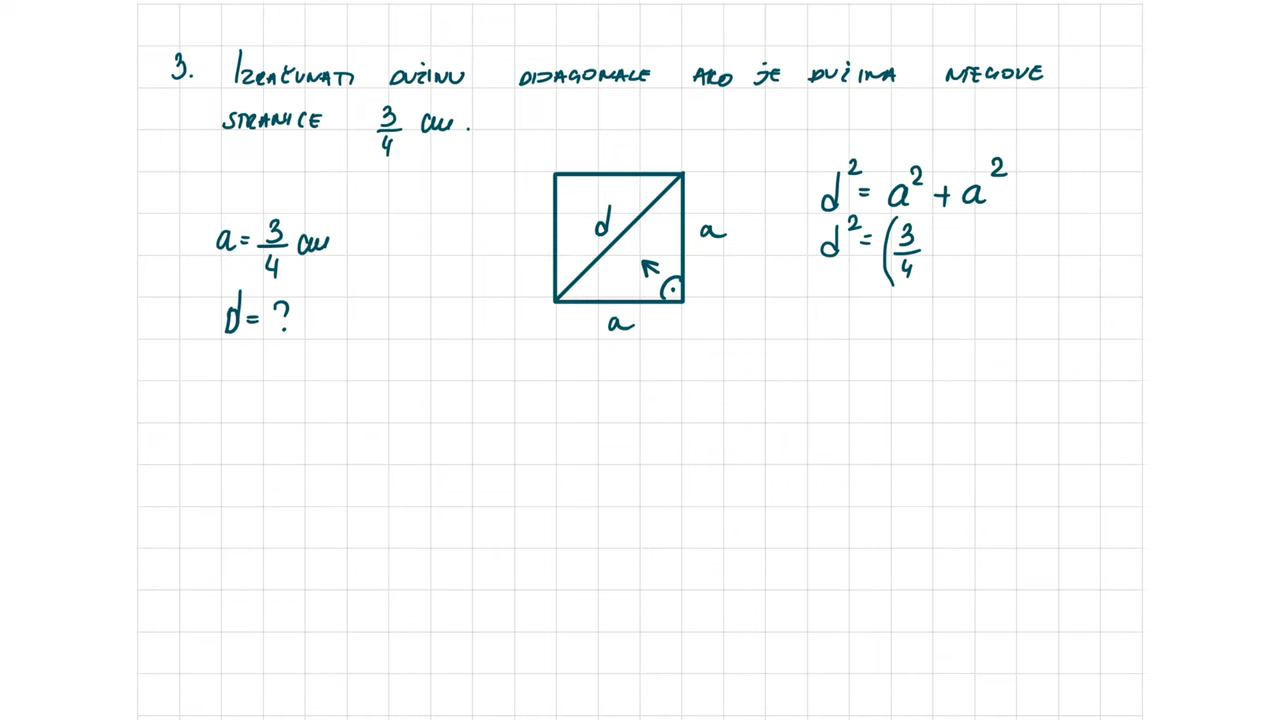 3. IZRAČUNATI DUŽINU DIJAGONALE AKO JE DUŽINA NJEGOVE
STRANICE 3/4 cm.
a = 3/4 cm
d = ?
d
a
a
d² = a² + a²
d² = (3/4